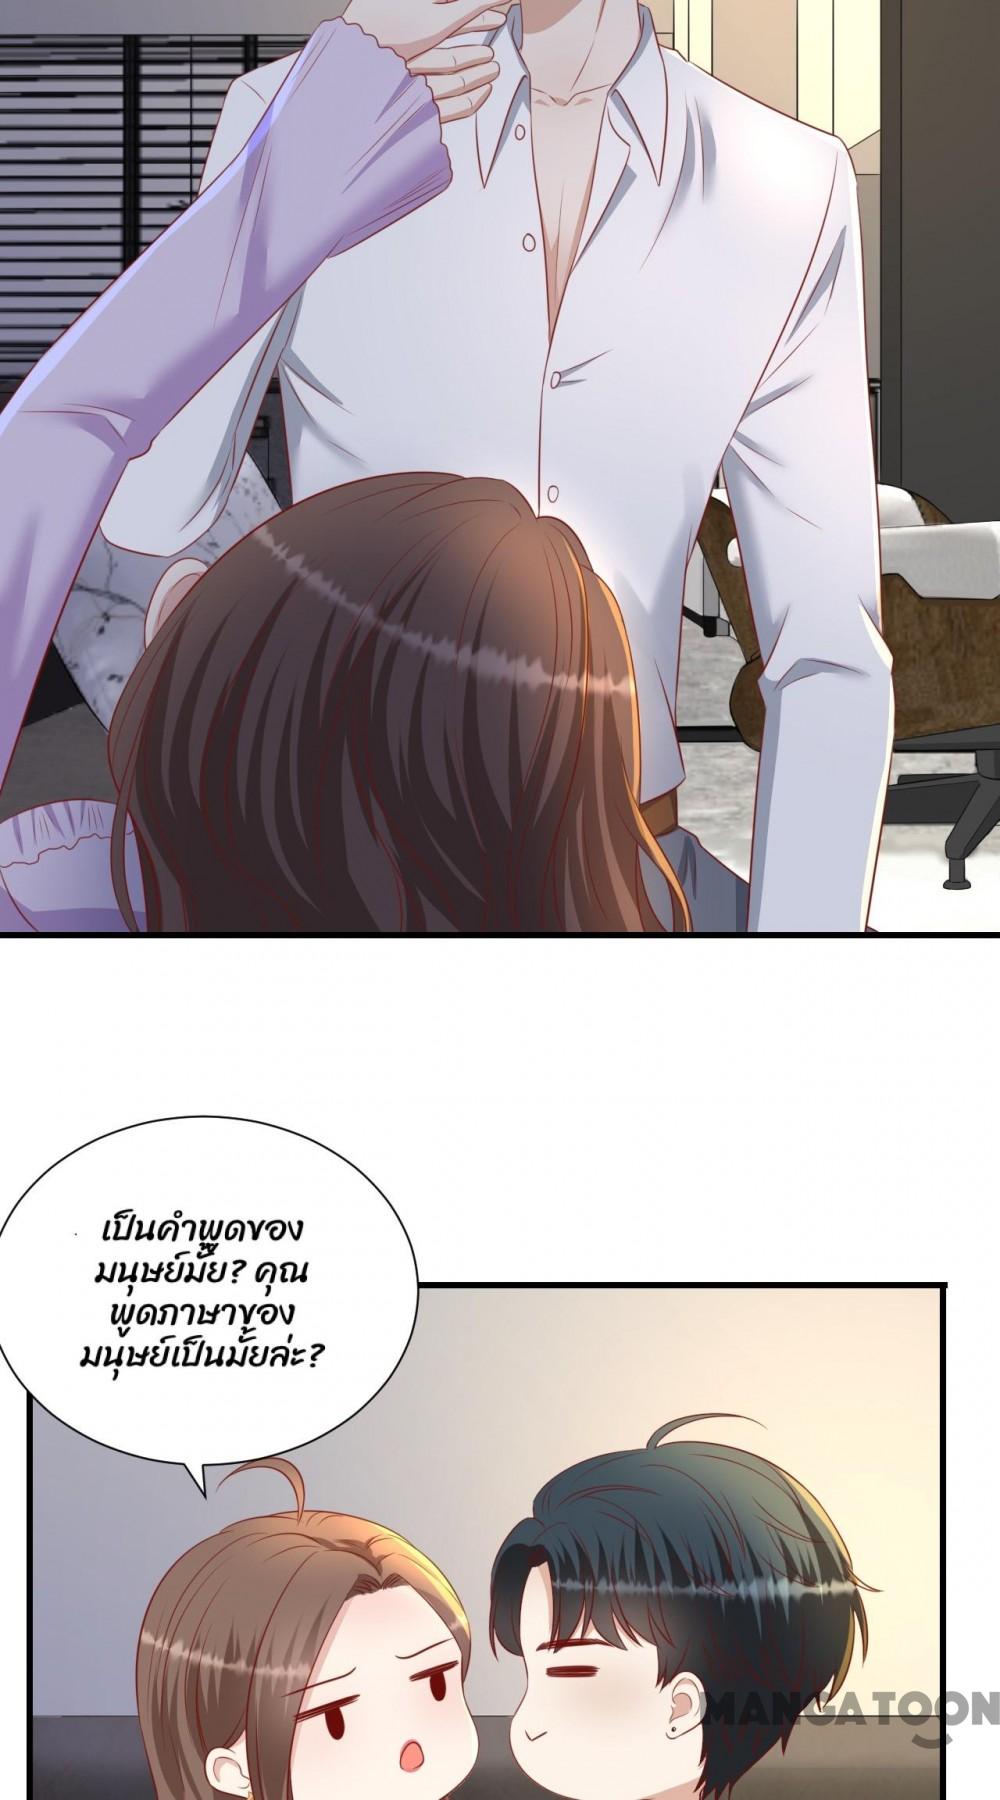 เป็นคำพูดของ
มนุษย์มั้ย? คุณ
พูดภาษาของ
มนุษย์เป็นมั้ยล่ะ?
MANGATOON